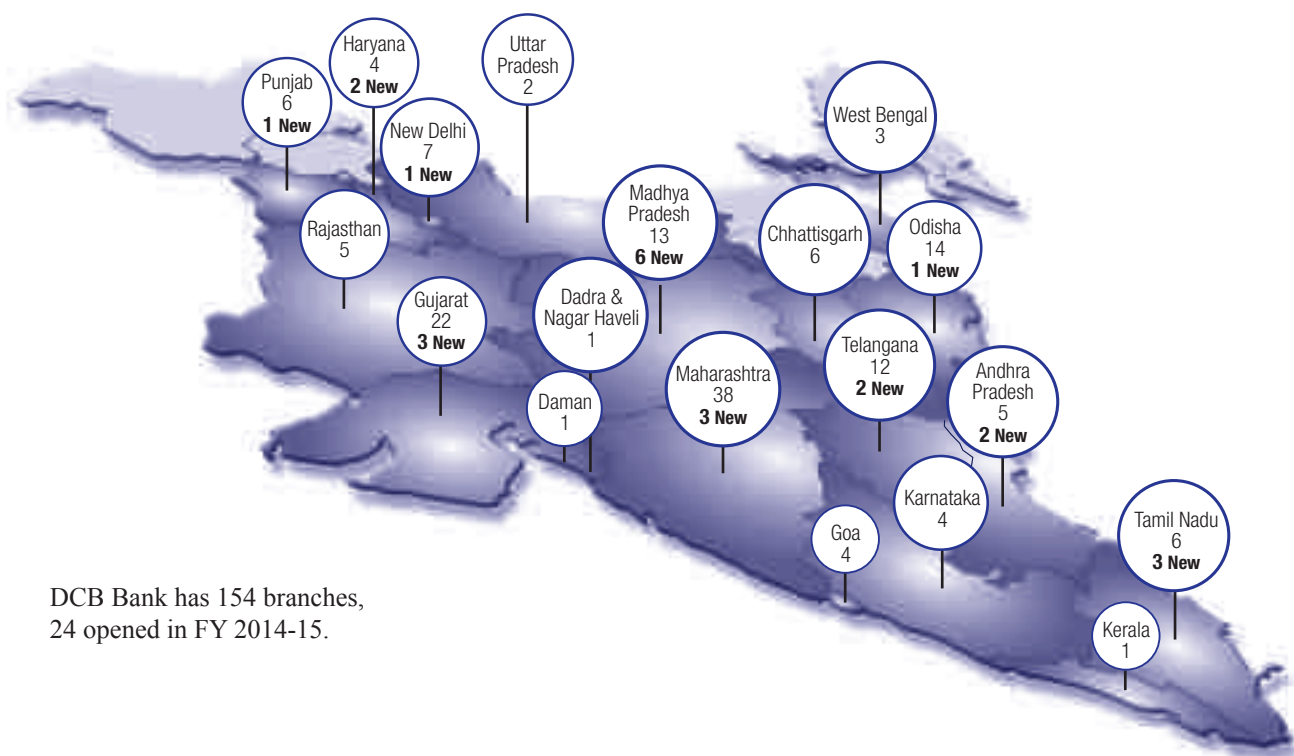 Haryana
4
2 New
Uttar
Pradesh
2
Punjab
6
1 New
West Bengal
3
New Delhi
7
1 New
Madhya
Pradesh
13
6 New
Rajasthan
5
Chhattisgarh
6
Odisha
14
1 New
Gujarat
22
3 New
Dadra &
Nagar Haveli
1
Telangana
12
2 New
Maharashtra
38
3 New
Andhra
Pradesh
5
2 New
Daman
1
Karnataka
4
Goa
4
Tamil Nadu
6
3 New
Kerala
1
DCB Bank has 154 branches,
24 opened in FY 2014-15.